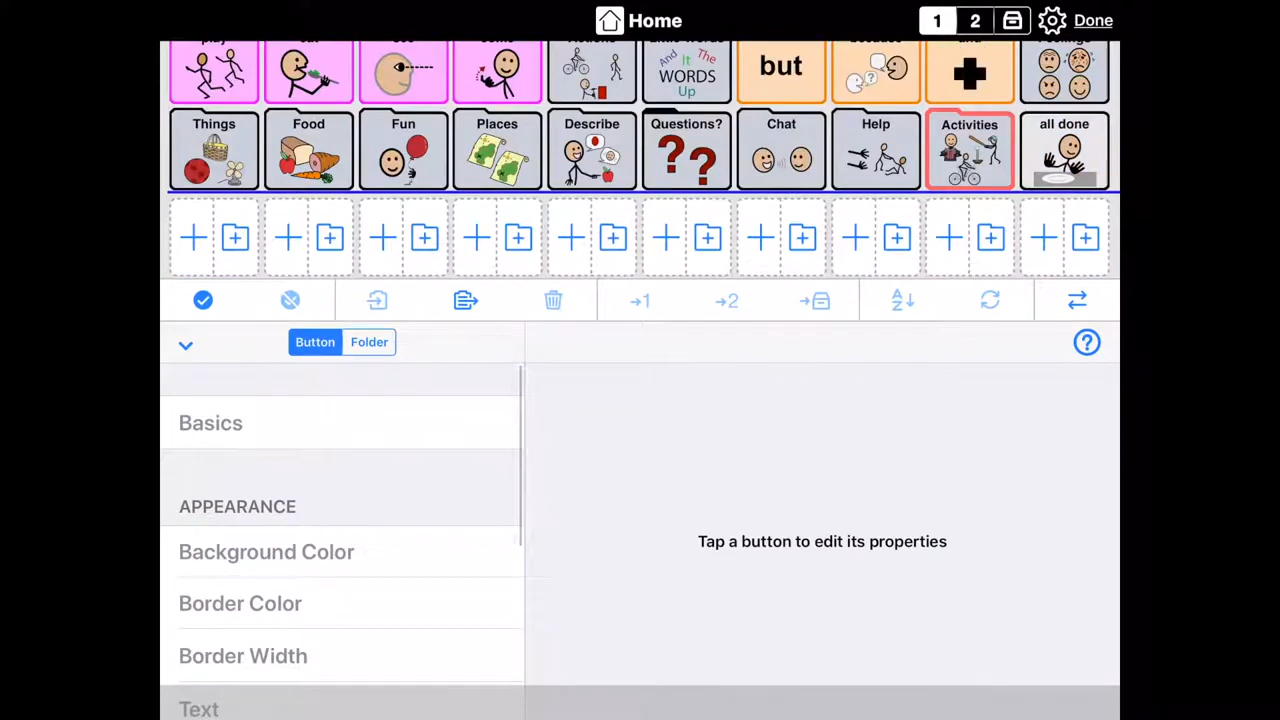 Home
1 2 Done
And It The WORDS Up
but
Things Food Fun Places Describe Questions? Chat Help Activities all done
→1 →2 A Z
Button Folder ?
Basics
APPEARANCE
Background Color
Tap a button to edit its properties
Border Color
Border Width
Text